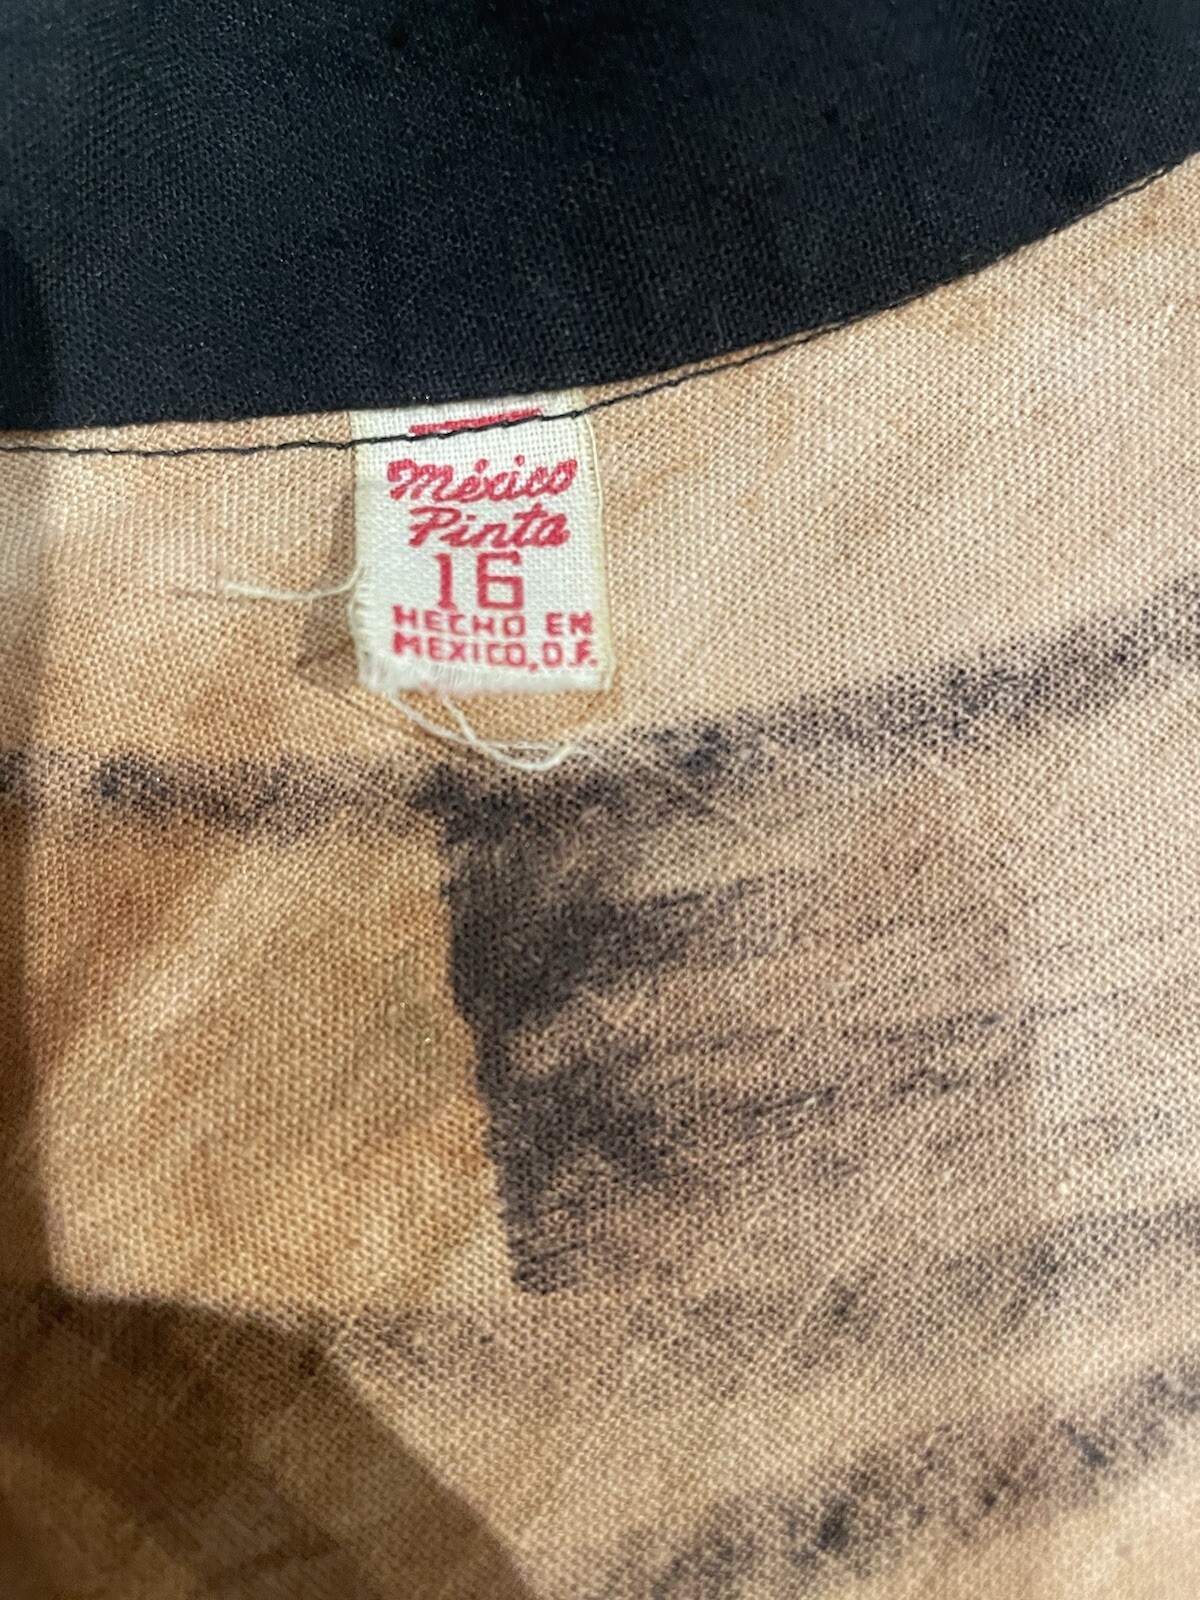 México
Pinta
16
HECHO EN
MEXICO, D.F.